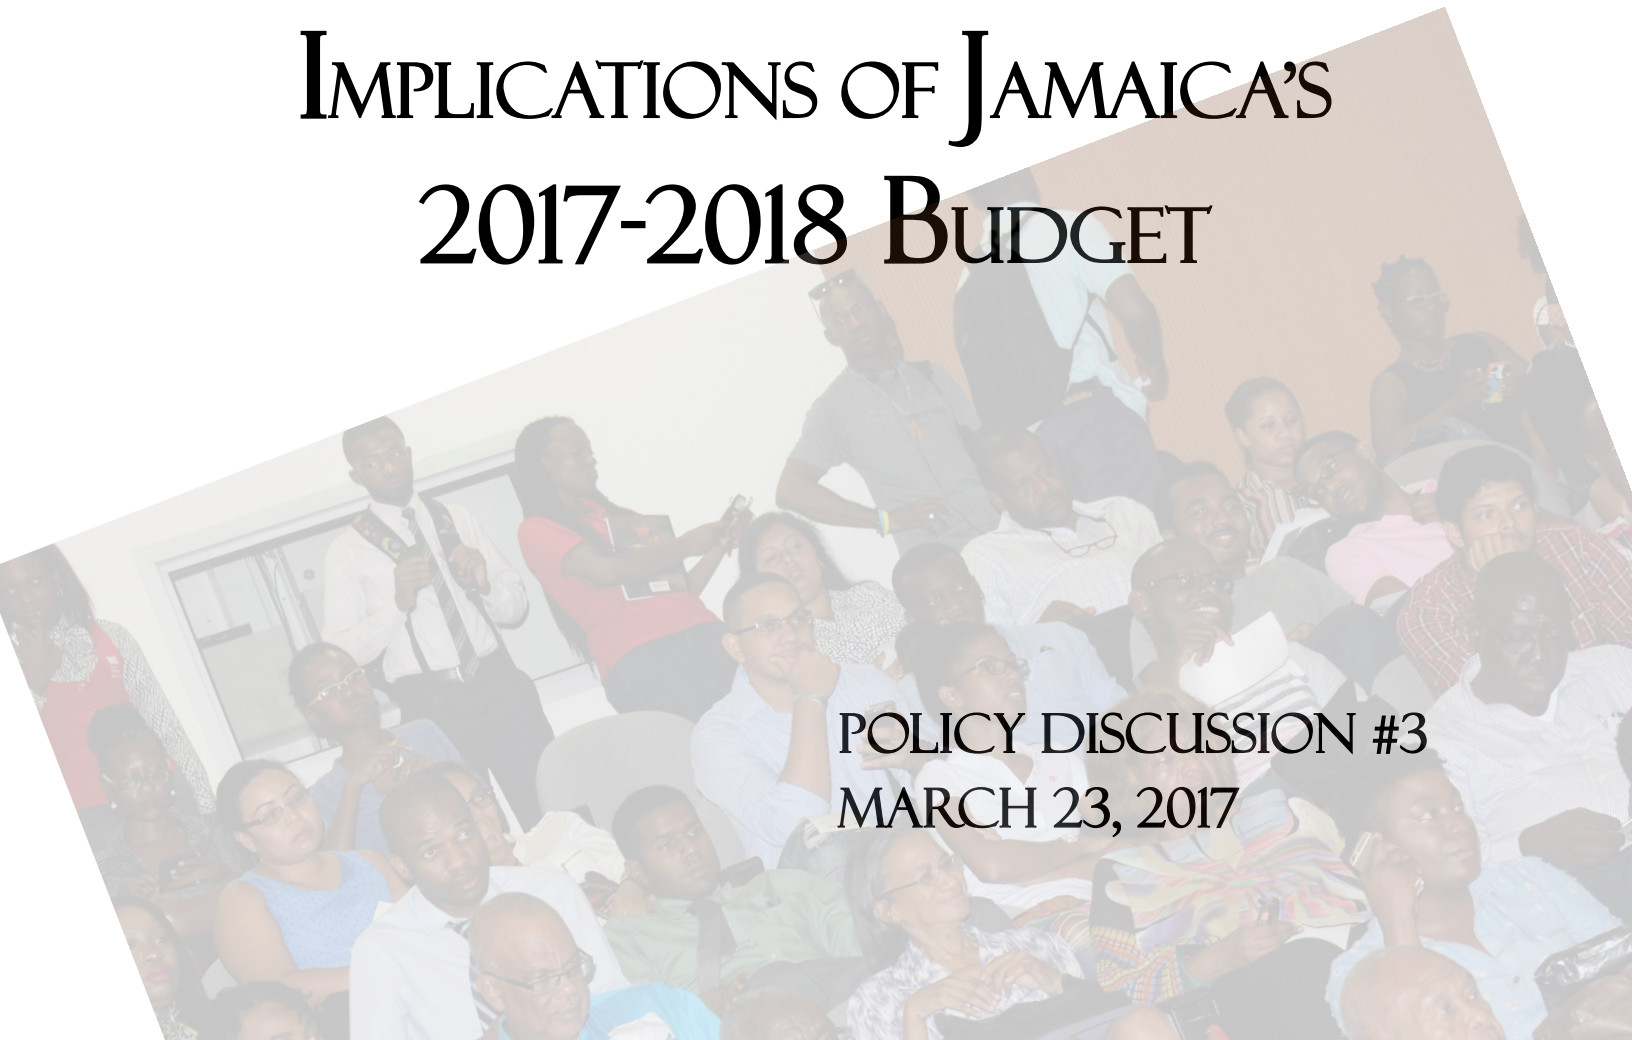 Implications of Jamaica's
2017-2018 Budget
POLICY DISCUSSION #3
MARCH 23, 2017